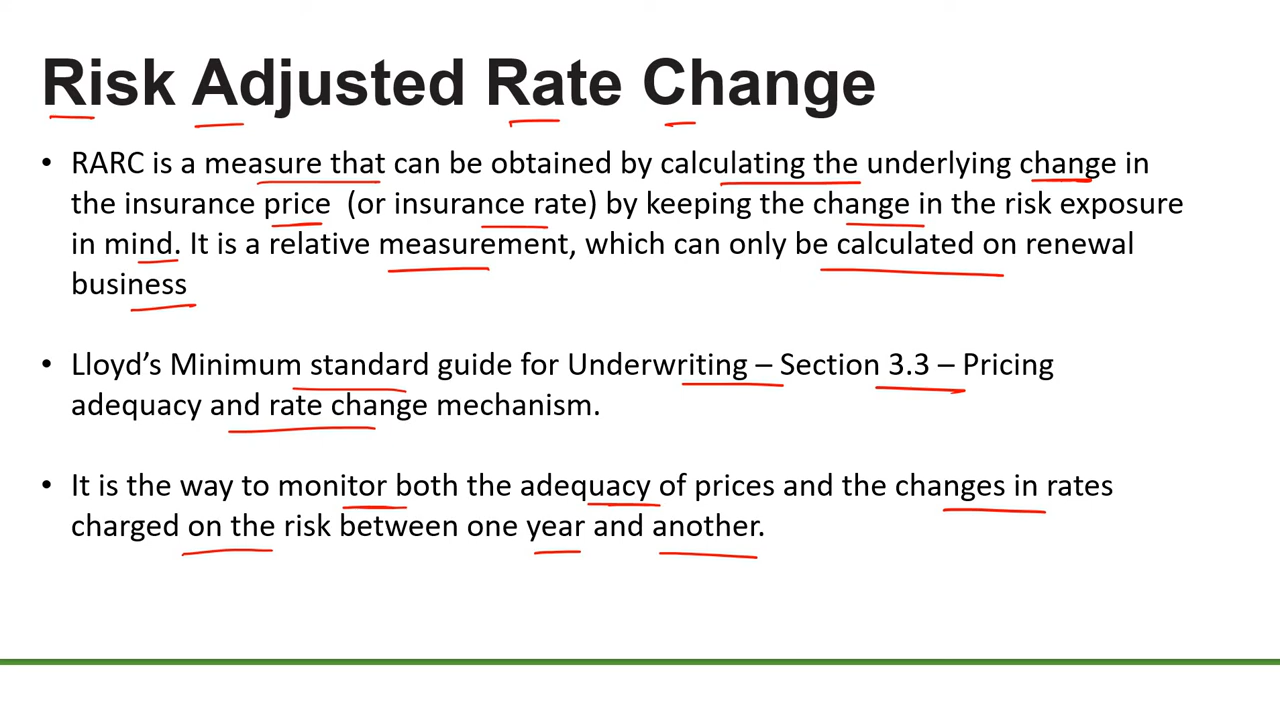 Risk Adjusted Rate Change
• RARC is a measure that can be obtained by calculating the underlying change in
the insurance price (or insurance rate) by keeping the change in the risk exposure
in mind. It is a relative measurement, which can only be calculated on renewal
business
• Lloyd’s Minimum standard guide for Underwriting – Section 3.3 – Pricing
adequacy and rate change mechanism.
• It is the way to monitor both the adequacy of prices and the changes in rates
charged on the risk between one year and another.